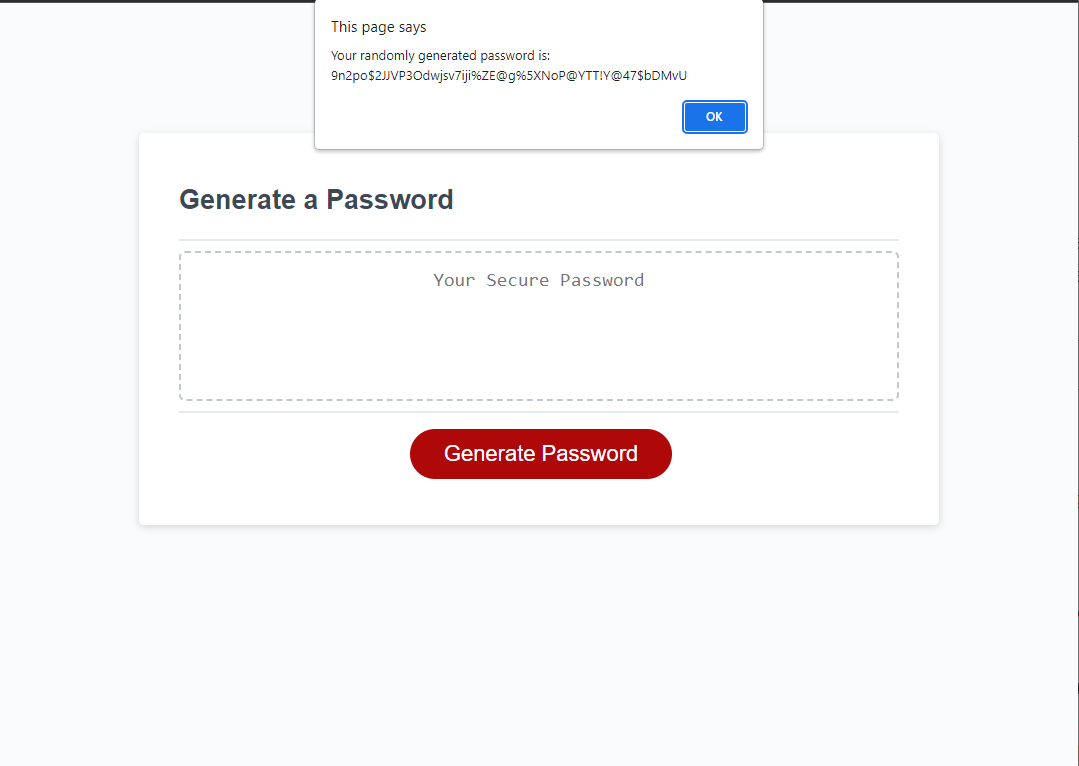 This page says
Your randomly generated password is:
9n2po$2JJVP3Odwjsv7iji%ZE@g%5XNoP@YTT!Y@47$bDMvU
OK
Generate a Password
Your Secure Password
Generate Password